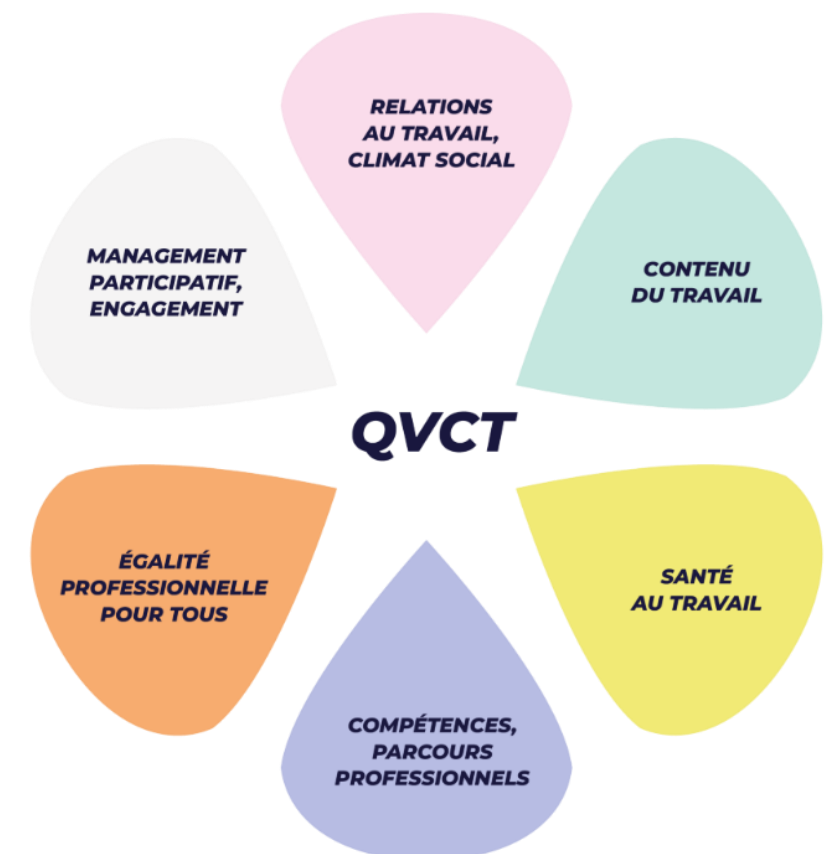 RELATIONS
AU TRAVAIL,
CLIMAT SOCIAL
CONTENU
DU TRAVAIL
SANTÉ
AU TRAVAIL
COMPÉTENCES,
PARCOURS
PROFESSIONNELS
ÉGALITÉ
PROFESSIONNELLE
POUR TOUS
MANAGEMENT
PARTICIPATIF,
ENGAGEMENT
QVCT